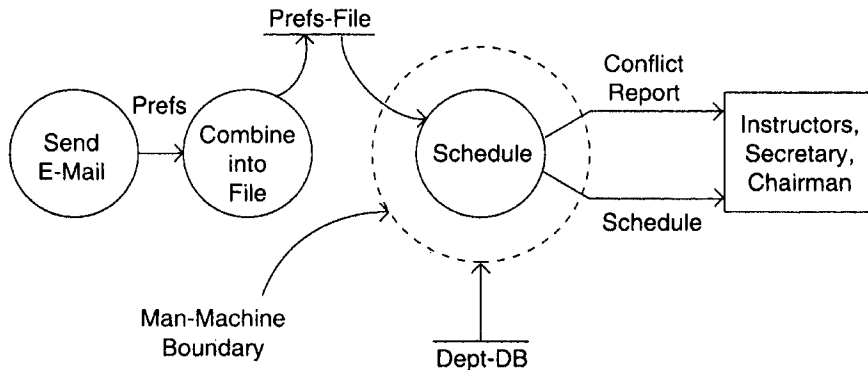 Prefs-File
Prefs
Send
E-Mail
Combine
into
File
Schedule
Conflict
Report
Instructors,
Secretary,
Chairman
Schedule
Man-Machine
Boundary
Dept-DB